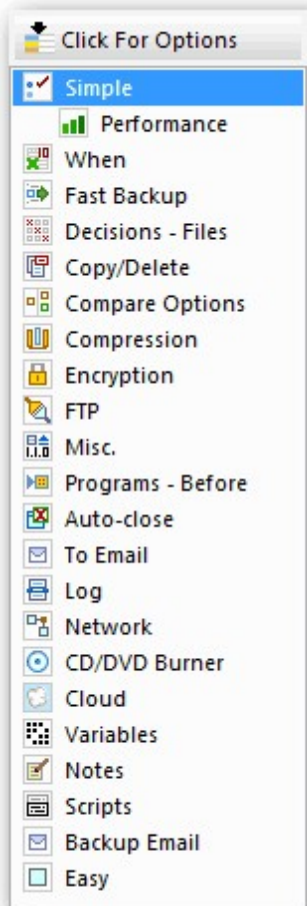 Click For Options
Simple
Performance
When
Fast Backup
Decisions - Files
Copy/Delete
Compare Options
Compression
Encryption
FTP
Misc.
Programs - Before
Auto-close
To Email
Log
Network
CD/DVD Burner
Cloud
Variables
Notes
Scripts
Backup Email
Easy